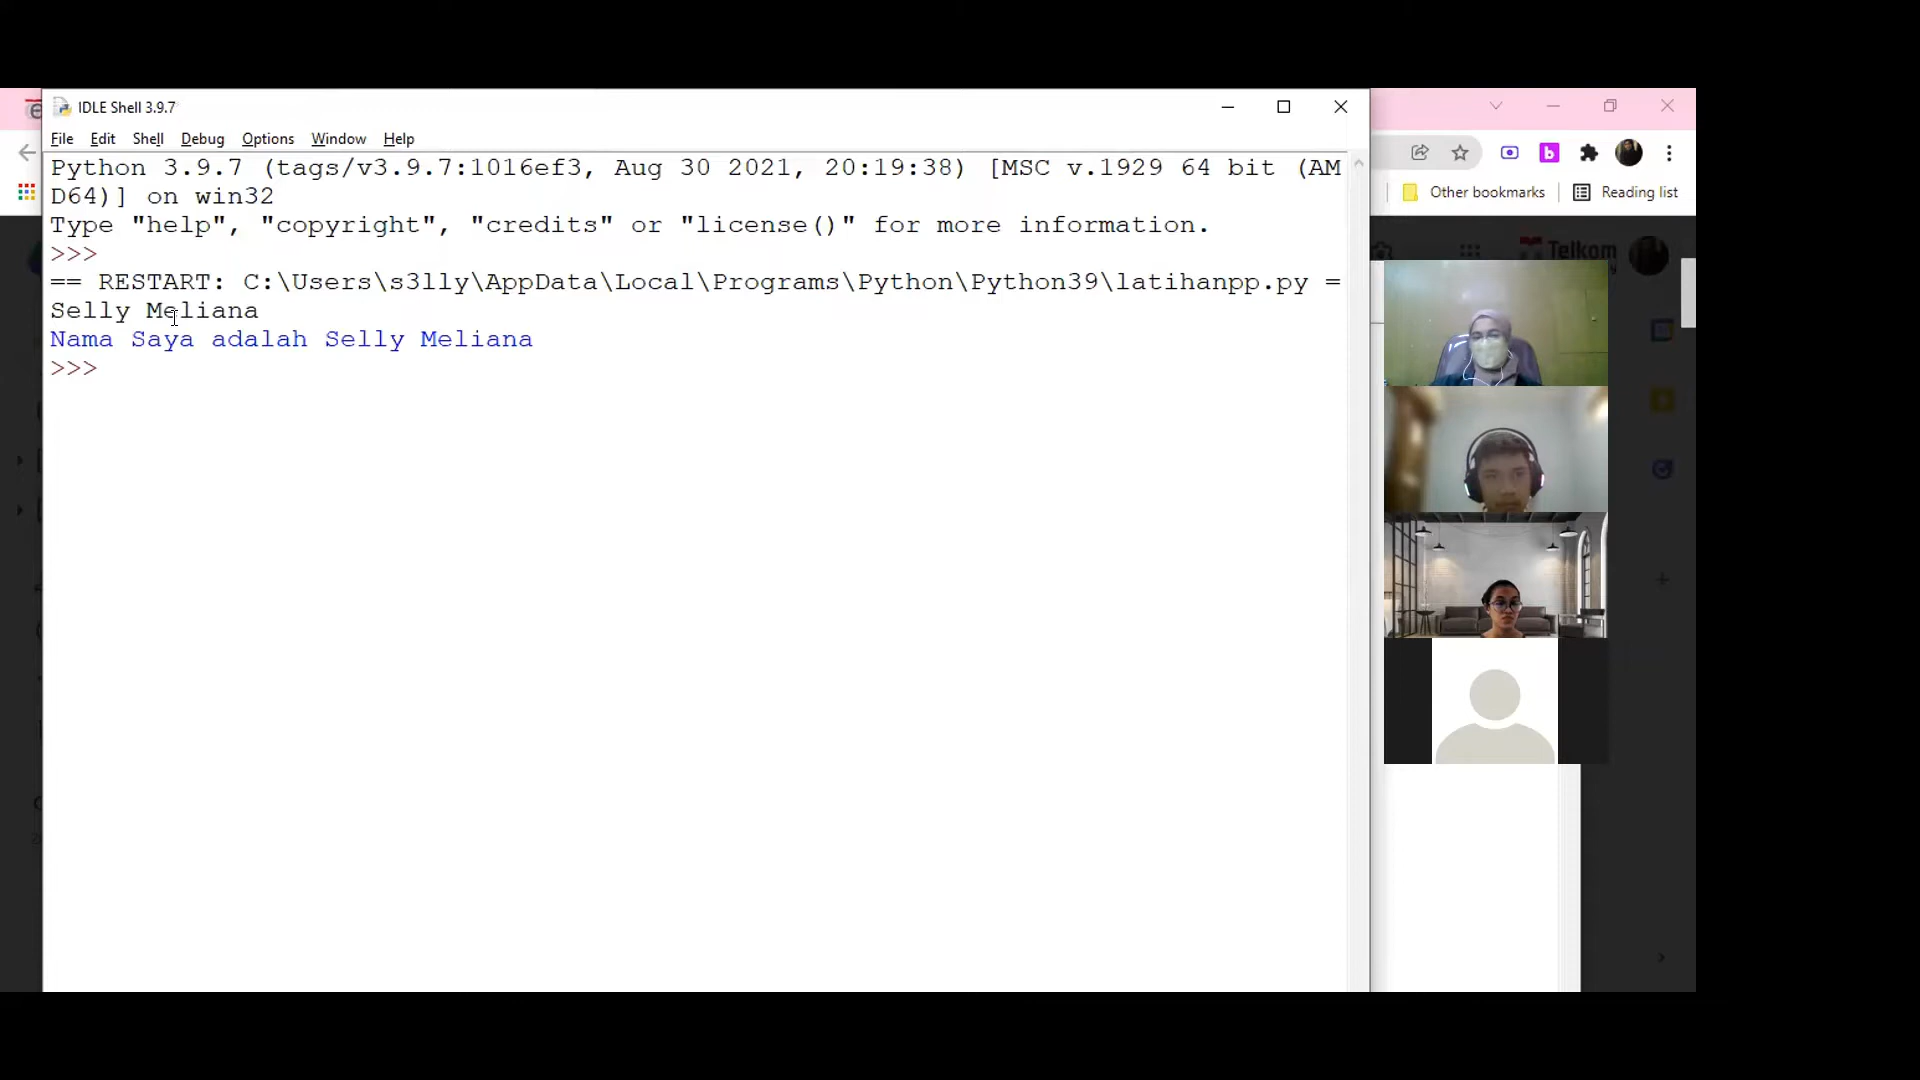 IDLE Shell 3.9.7
File Edit Shell Debug Options Window Help
Python 3.9.7 (tags/v3.9.7:1016ef3, Aug 30 2021, 20:19:38) [MSC v.1929 64 bit (AM
D64)] on win32
Type "help", "copyright", "credits" or "license()" for more information.
>>>
== RESTART: C:\Users\s3lly\AppData\Local\Programs\Python\Python39\latihanpp.py =
Selly Meliana
Nama Saya adalah Selly Meliana
>>>
b
Other bookmarks
Reading list
Telkom